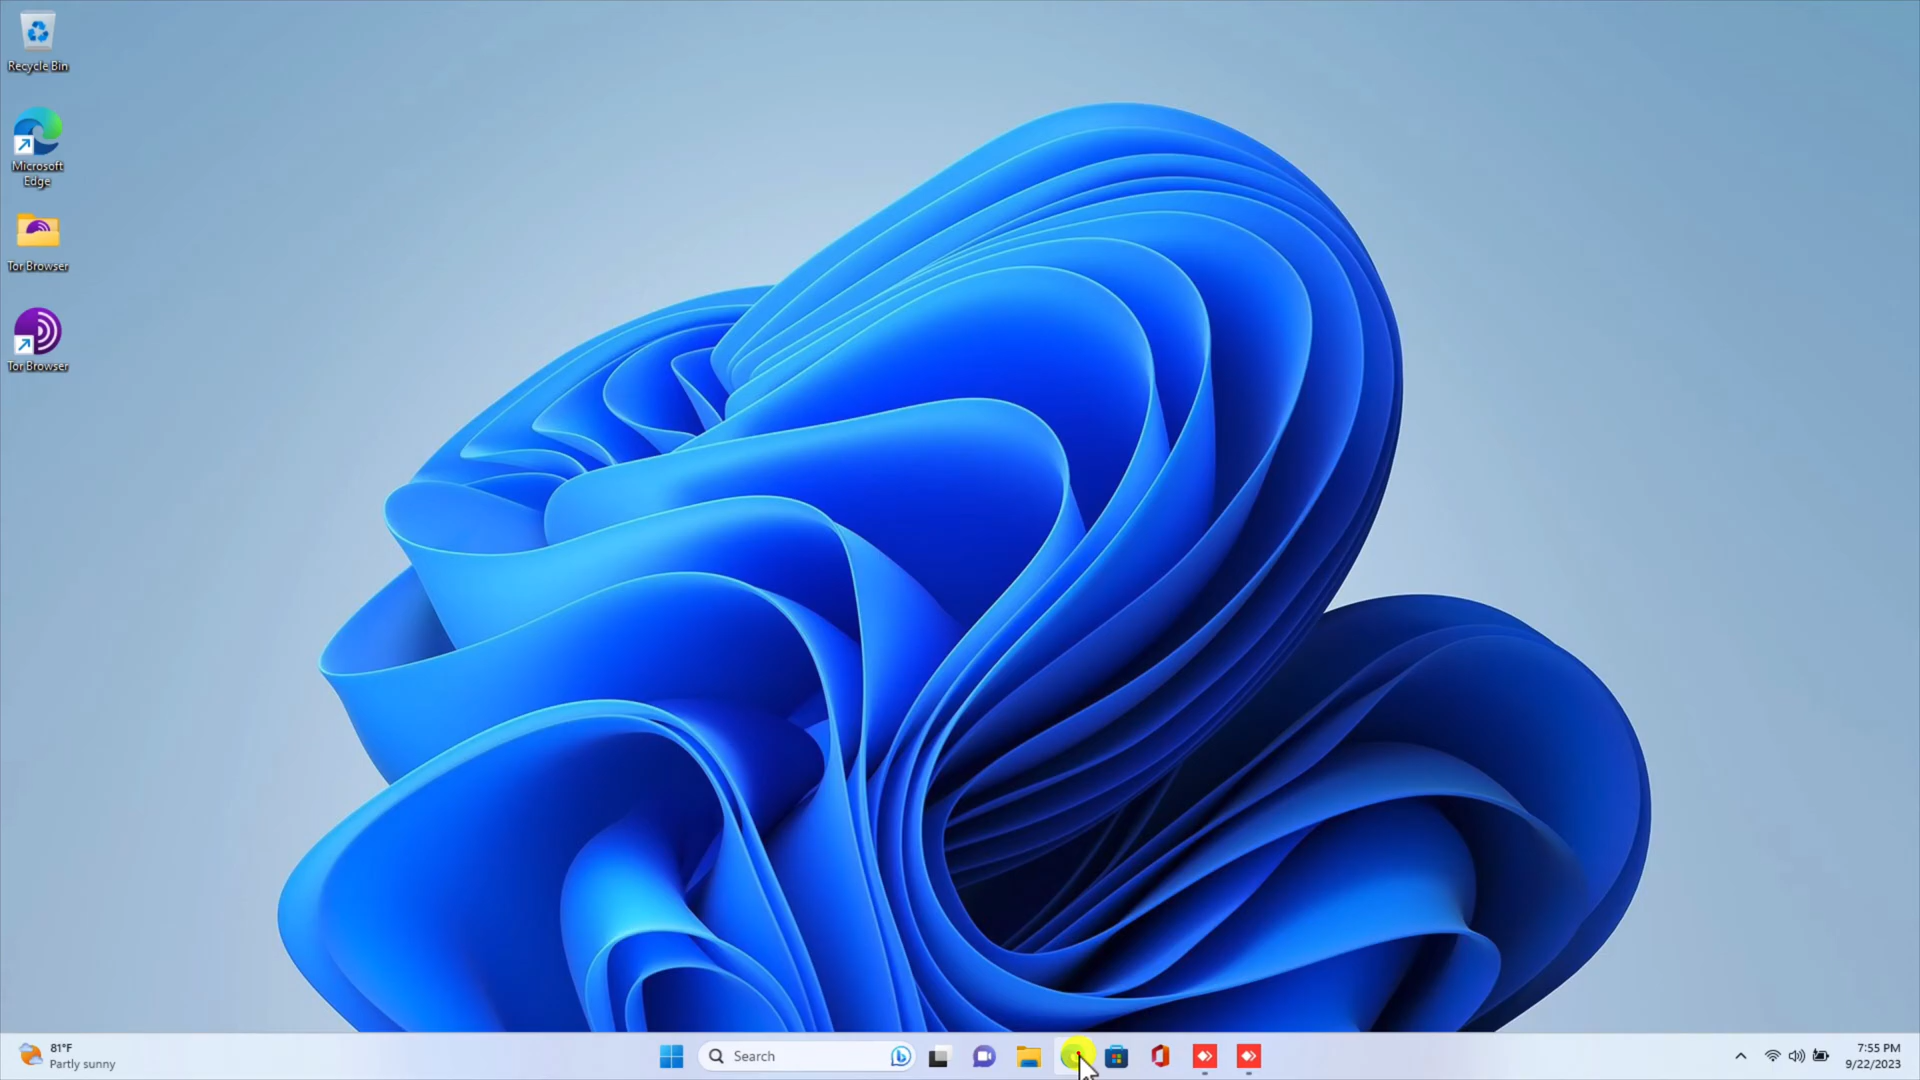 Recycle Bin
Microsoft
Edge
Tor Browser
Tor Browser
81°F
Partly sunny
Search
7:55 PM
9/22/2023